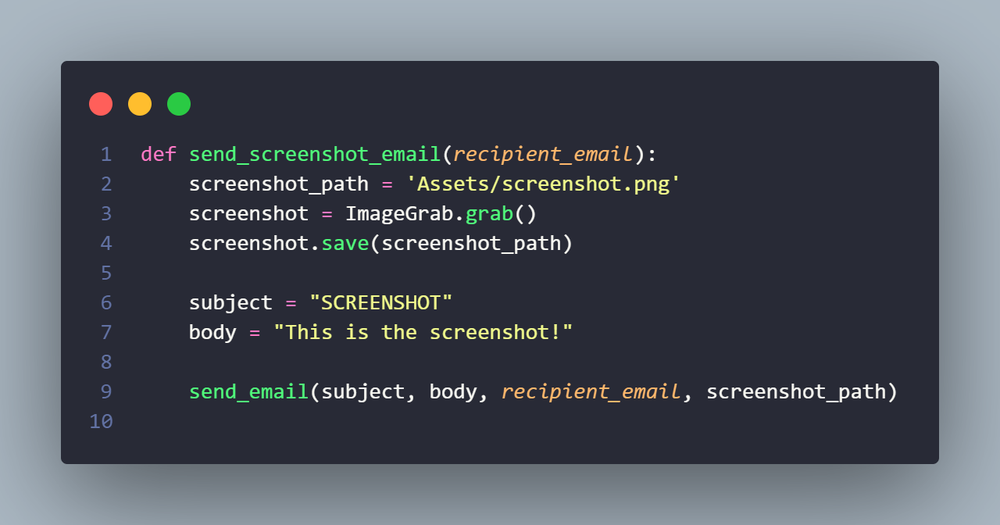 1 def send_screenshot_email(recipient_email):
2     screenshot_path = 'Assets/screenshot.png'
3     screenshot = ImageGrab.grab()
4     screenshot.save(screenshot_path)
5
6     subject = "SCREENSHOT"
7     body = "This is the screenshot!"
8
9     send_email(subject, body, recipient_email, screenshot_path)
10